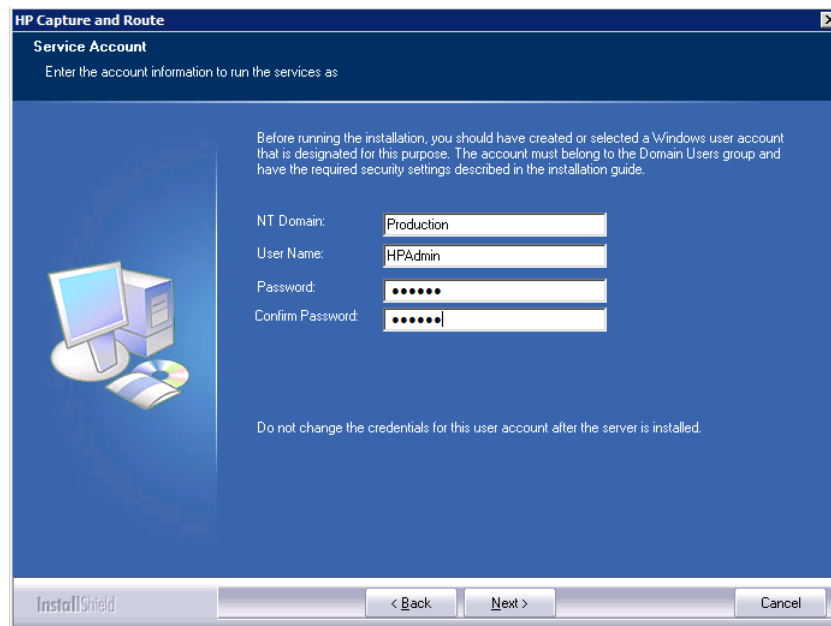 HP Capture and Route
Service Account
Enter the account information to run the services as
Before running the installation, you should have created or selected a Windows user account
that is designated for this purpose. The account must belong to the Domain Users group and
have the required security settings described in the installation guide.
NT Domain: Production
User Name: HPAdmin
Password: ●●●●●●
Confirm Password: ●●●●●●
Do not change the credentials for this user account after the server is installed.
InstallShield
< Back Next > Cancel